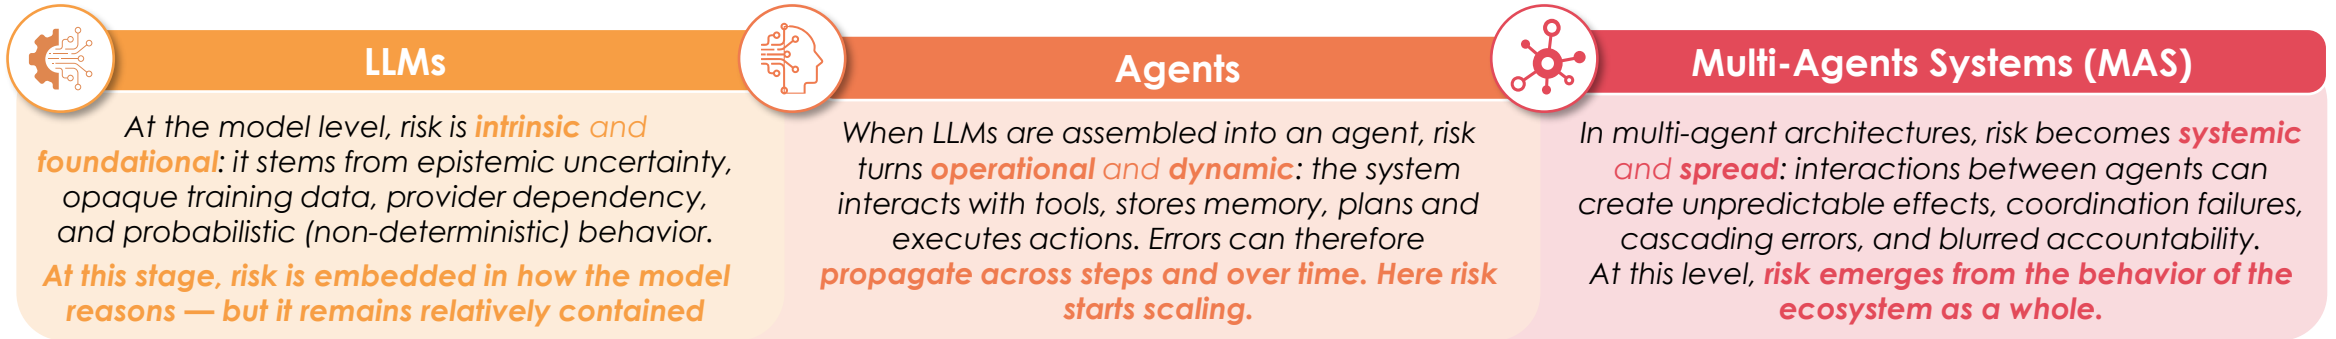 LLMs
At the model level, risk is intrinsic and
foundational: it stems from epistemic uncertainty,
opaque training data, provider dependency,
and probabilistic (non-deterministic) behavior.
At this stage, risk is embedded in how the model
reasons — but it remains relatively contained
Agents
When LLMs are assembled into an agent, risk
turns operational and dynamic: the system
interacts with tools, stores memory, plans and
executes actions. Errors can therefore
propagate across steps and over time. Here risk
starts scaling.
Multi-Agents Systems (MAS)
In multi-agent architectures, risk becomes systemic
and spread: interactions between agents can
create unpredictable effects, coordination failures,
cascading errors, and blurred accountability.
At this level, risk emerges from the behavior of the
ecosystem as a whole.